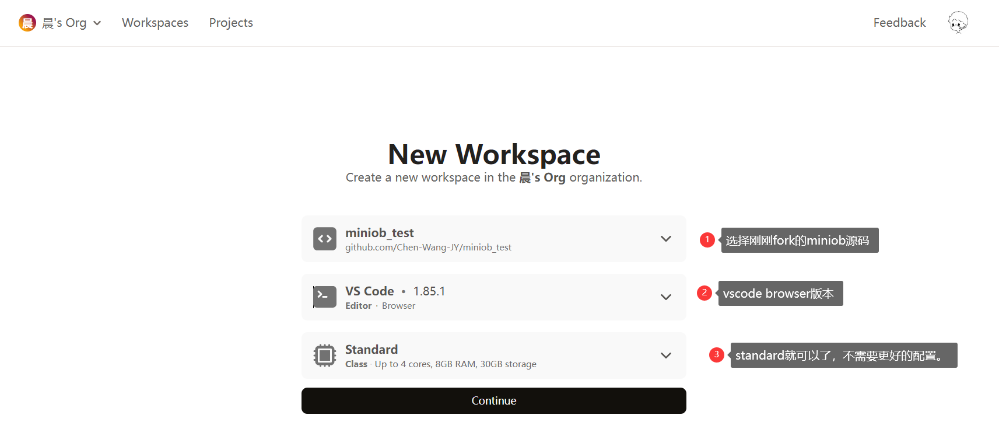 晨 晨's Org Workspaces Projects Feedback
New Workspace
Create a new workspace in the 晨's Org organization.
miniob_test
github.com/Chen-Wang-JY/miniob_test
1 选择刚刚fork的miniob源码
VS Code • 1.85.1
Editor · Browser
2 vscode browser版本
Standard
Class · Up to 4 cores, 8GB RAM, 30GB storage
3 standard就可以了，不需要更好的配置。
Continue